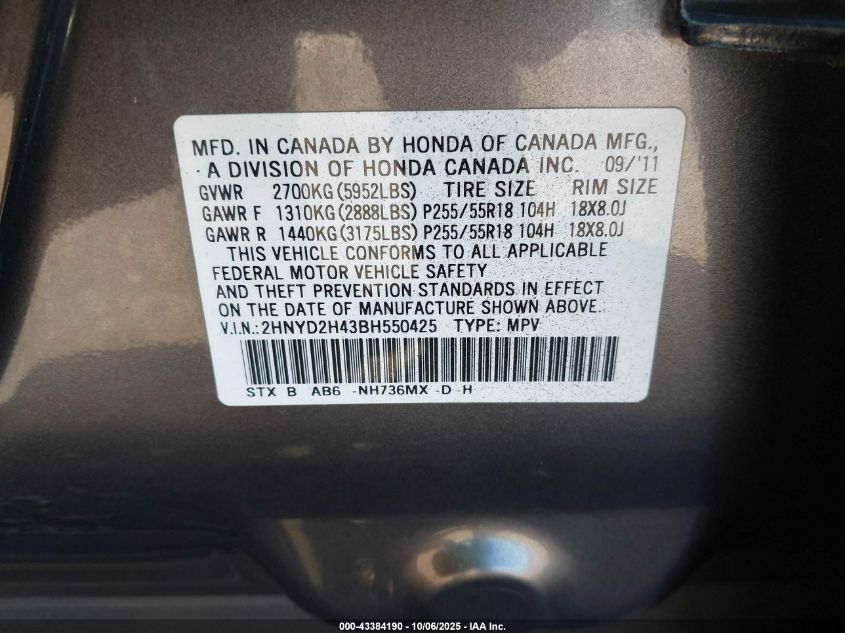 MFD. IN CANADA BY HONDA OF CANADA MFG.,
A DIVISION OF HONDA CANADA INC. 09/'11
GVWR 2700KG(5952LBS) TIRE SIZE RIM SIZE
GAWR F 1310KG(2888LBS) P255/55R18 104H 18X8.0J
GAWR R 1440KG(3175LBS) P255/55R18 104H 18X8.0J
THIS VEHICLE CONFORMS TO ALL APPLICABLE
FEDERAL MOTOR VEHICLE SAFETY
AND THEFT PREVENTION STANDARDS IN EFFECT
ON THE DATE OF MANUFACTURE SHOWN ABOVE.
V.I.N.:2HNYD2H43BH550425 TYPE: MPV
STX B AB6 -NH736MX -D-H
000-43384190 - 10/06/2025 - IAA Inc.